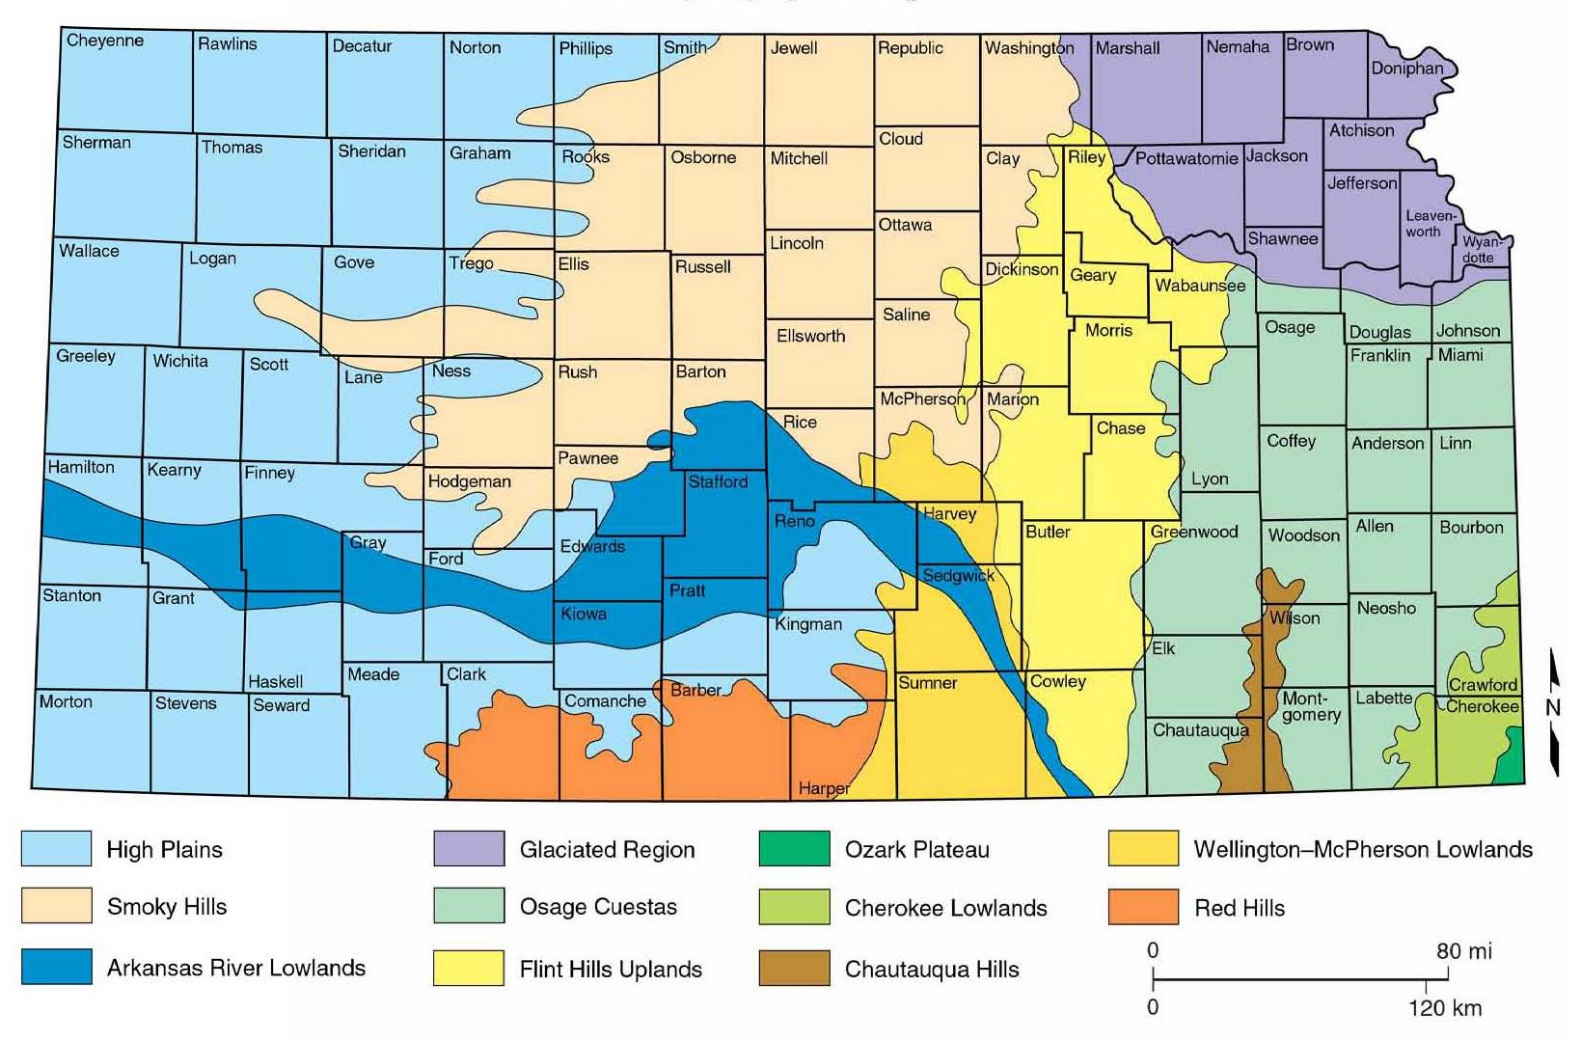 Cheyenne
Rawlins
Decatur
Norton
Phillips
Smith
Jewell
Republic
Washington
Marshall
Nemaha
Brown
Doniphan
Sherman
Thomas
Sheridan
Graham
Rooks
Osborne
Mitchell
Cloud
Clay
Riley
Pottawatomie
Jackson
Atchison
Jefferson
Leaven-
worth
Wyan-
dotte
Wallace
Logan
Gove
Trego
Ellis
Russell
Lincoln
Ottawa
Dickinson
Geary
Wabaunsee
Shawnee
Saline
Ellsworth
Morris
Osage
Douglas
Johnson
Greeley
Wichita
Scott
Lane
Ness
Rush
Barton
Rice
McPherson
Marion
Chase
Lyon
Franklin
Miami
Coffey
Anderson
Linn
Hamilton
Kearny
Finney
Hodgeman
Pawnee
Stafford
Reno
Harvey
Butler
Greenwood
Woodson
Allen
Bourbon
Gray
Ford
Edwards
Pratt
Sedgwick
Stanton
Grant
Haskell
Kiowa
Kingman
Elk
Wilson
Neosho
Crawford
Meade
Clark
Comanche
Barber
Sumner
Cowley
Morton
Stevens
Seward
Harper
Chautauqua
Mont-
gomery
Labette
Cherokee
N
High Plains
Glaciated Region
Ozark Plateau
Wellington–McPherson Lowlands
Smoky Hills
Osage Cuestas
Cherokee Lowlands
Red Hills
Arkansas River Lowlands
Flint Hills Uplands
Chautauqua Hills
0 80 mi
0 120 km